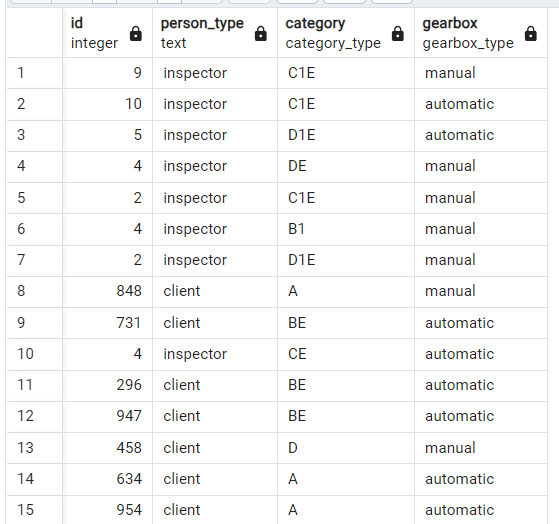 id person_type category gearbox
integer text category_type gearbox_type
1 9 inspector C1E manual
2 10 inspector C1E automatic
3 5 inspector D1E automatic
4 4 inspector DE manual
5 2 inspector C1E manual
6 4 inspector B1 manual
7 2 inspector D1E manual
8 848 client A manual
9 731 client BE automatic
10 4 inspector CE automatic
11 296 client BE automatic
12 947 client BE automatic
13 458 client D manual
14 634 client A automatic
15 954 client A automatic